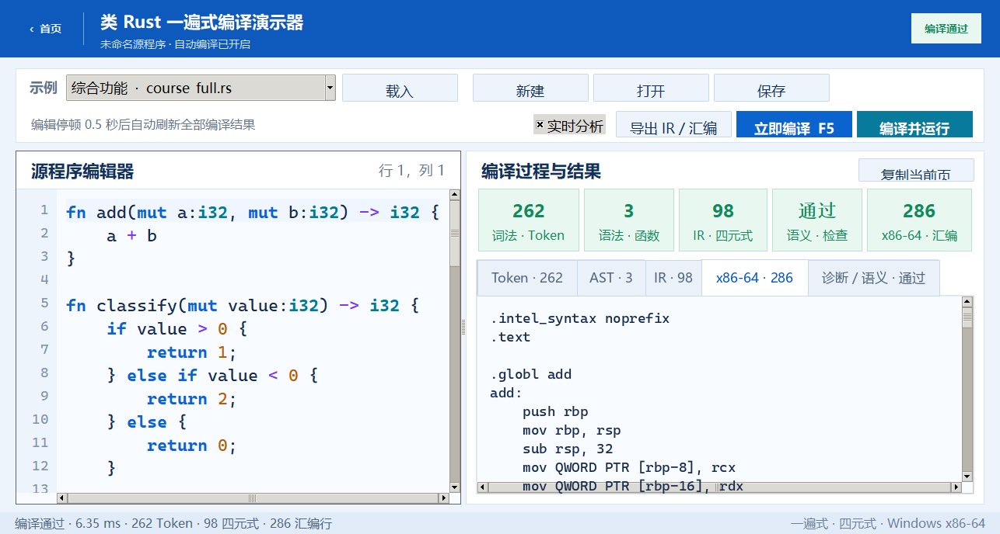 ‹ 首页
类 Rust 一遍式编译演示器
未命名源程序 · 自动编译已开启
编译通过
示例
综合功能 · course_full.rs
载入
新建
打开
保存
编辑停顿 0.5 秒后自动刷新全部编译结果
实时分析
导出 IR / 汇编
立即编译 F5
编译并运行
源程序编辑器
行 1，列 1
1 fn add(mut a:i32, mut b:i32) -> i32 {
2     a + b
3 }
4
5 fn classify(mut value:i32) -> i32 {
6     if value > 0 {
7         return 1;
8     } else if value < 0 {
9         return 2;
10     } else {
11         return 0;
12     }
13
编译过程与结果
复制当前页
262
词法 · Token
3
语法 · 函数
98
IR · 四元式
通过
语义 · 检查
286
x86-64 · 汇编
Token · 262
AST · 3
IR · 98
x86-64 · 286
诊断 / 语义 · 通过
.intel_syntax noprefix
.text
.globl add
add:
    push rbp
    mov rbp, rsp
    sub rsp, 32
    mov QWORD PTR [rbp-8], rcx
    mov QWORD PTR [rbp-16], rdx
编译通过 · 6.35 ms · 262 Token · 98 四元式 · 286 汇编行
一遍式 · 四元式 · Windows x86-64